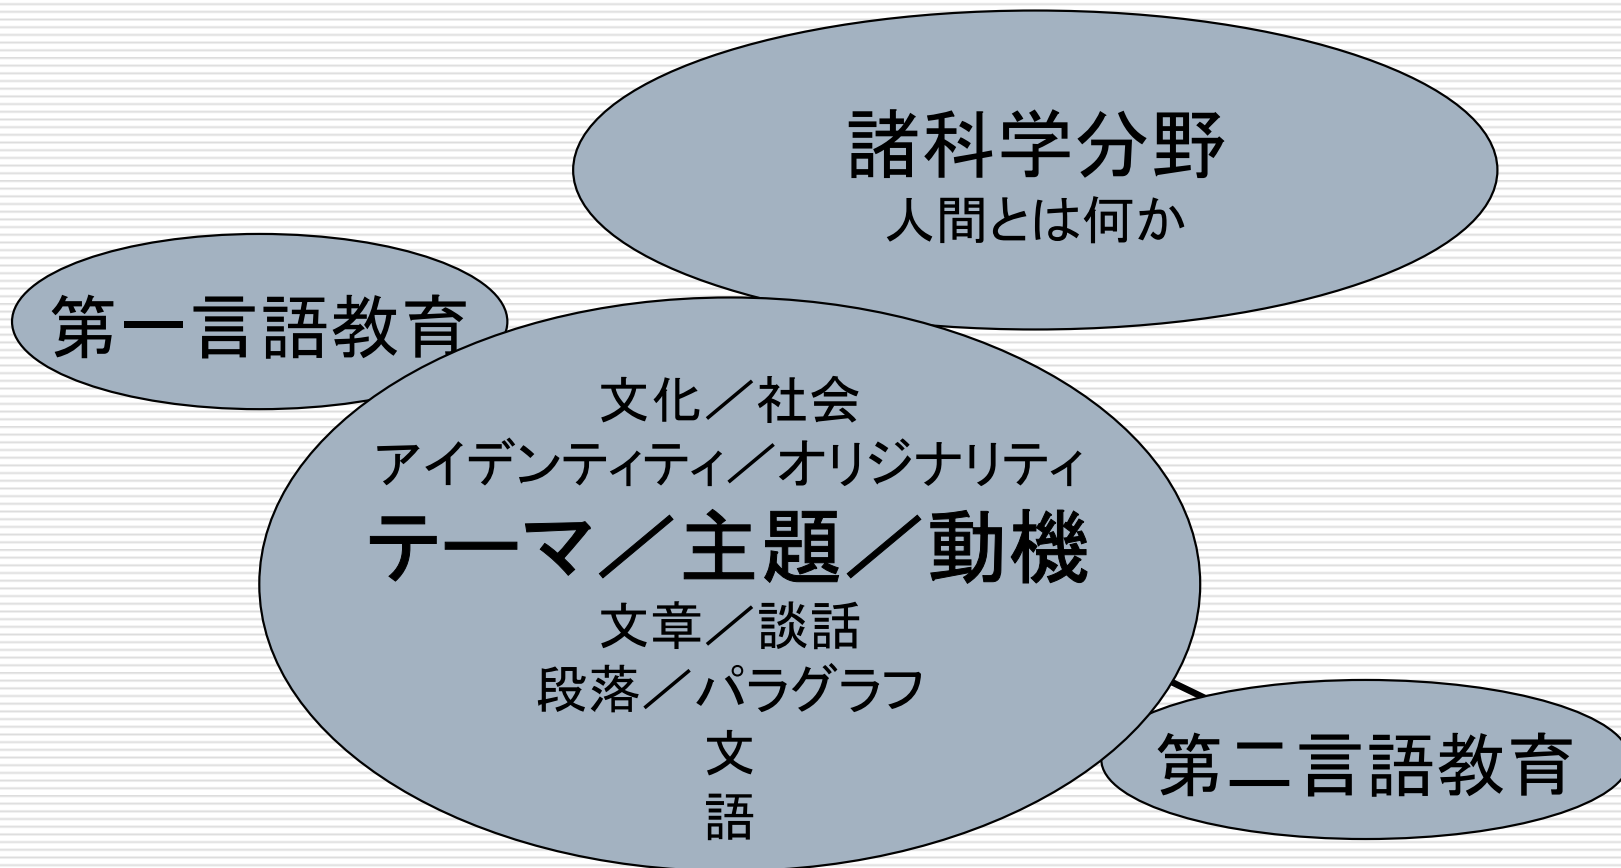 諸科学分野
人間とは何か
第一言語教育
文化／社会
アイデンティティ／オリジナリティ
テーマ／主題／動機
文章／談話
段落／パラグラフ
文
語
第二言語教育